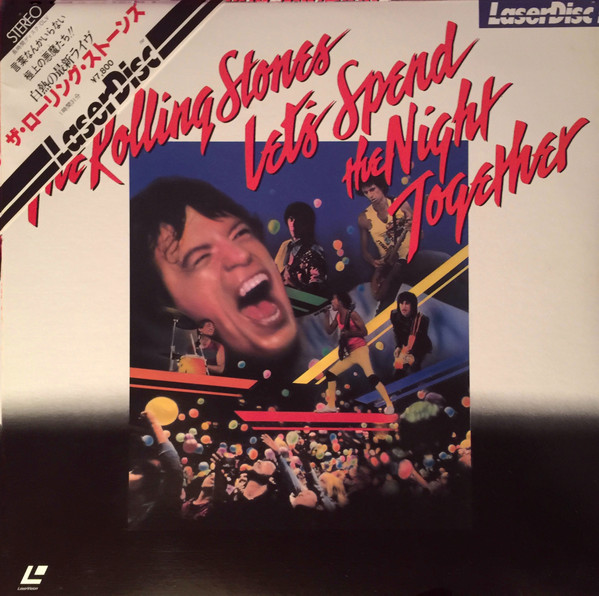 STEREO
言葉なんかいらない
極上の悪魔たち!!
白熱の最新ライヴ
¥7,800
ザ・ローリング・ストーンズ
LaserDisc
LaserDisc
The Rolling Stones
Let's Spend
the Night
Together
LaserVision